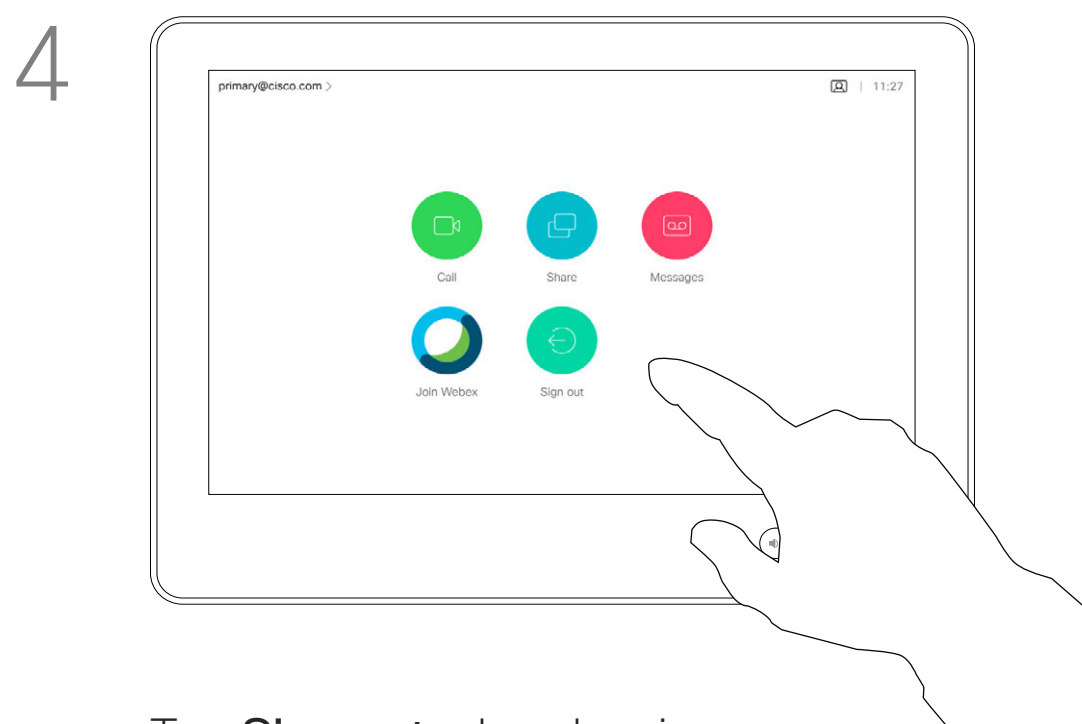 4
primary@cisco.com >
11:27
Call
Share
Messages
Join Webex
Sign out